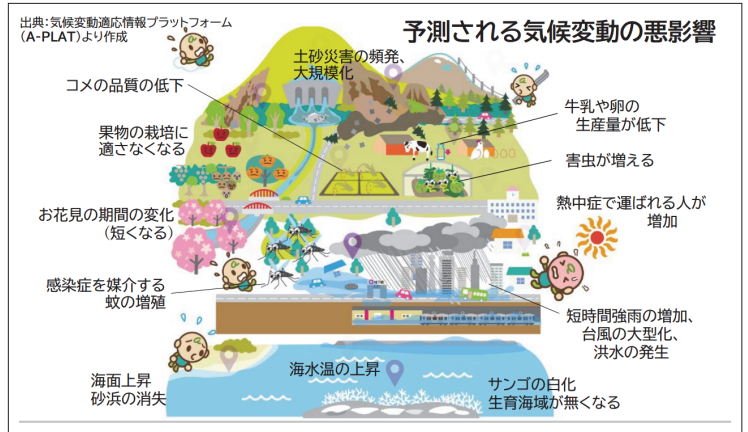 出典：気候変動適応情報プラットフォーム
（A-PLAT）より作成
予測される気候変動の悪影響
土砂災害の頻発、
大規模化
コメの品質の低下
牛乳や卵の
生産量が低下
果物の栽培に
適さなくなる
害虫が増える
お花見の期間の変化
（短くなる）
熱中症で運ばれる人が
増加
感染症を媒介する
蚊の増殖
短時間強雨の増加、
台風の大型化、
洪水の発生
海面上昇
砂浜の消失
海水温の上昇
サンゴの白化
生育海域が無くなる